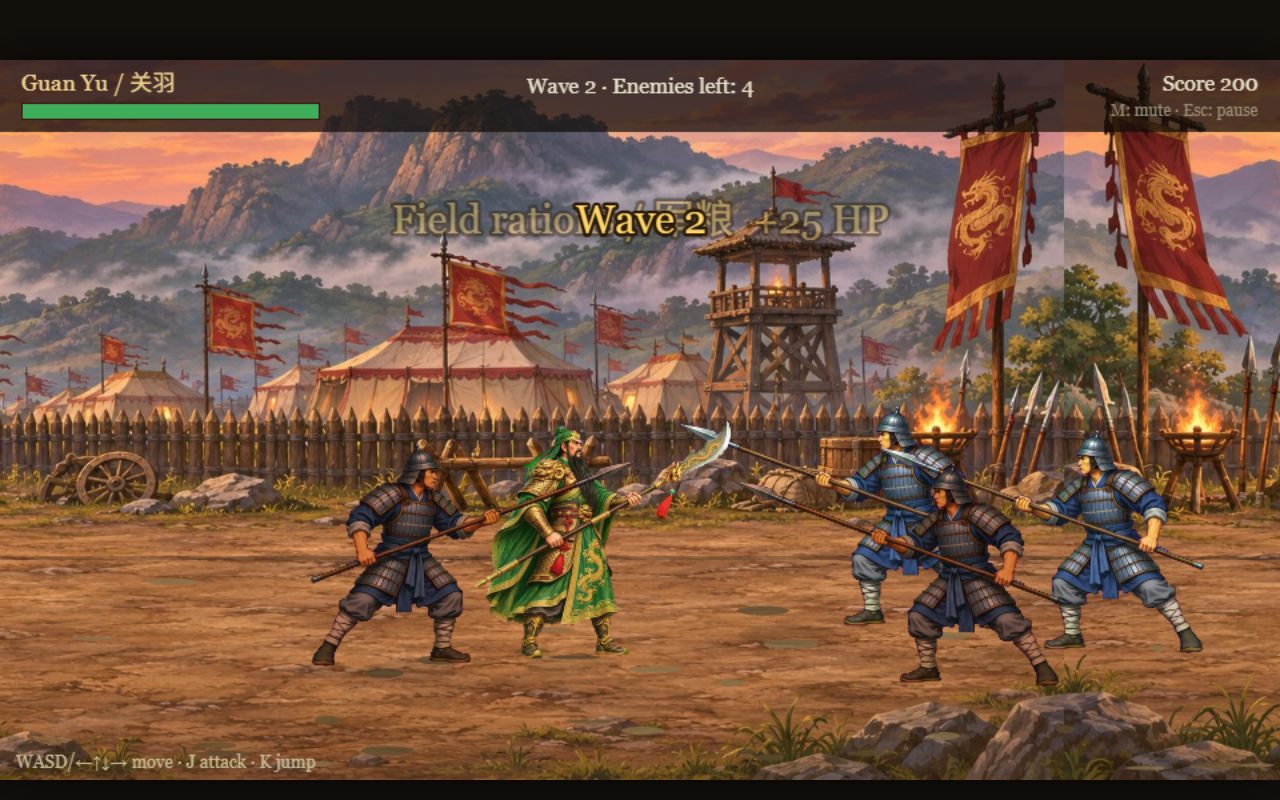 Guan Yu / 关羽
Wave 2 · Enemies left: 4
Score 200
M: mute · Esc: pause
Field ratio 粮 +25 HP
Wave 2
WASD/←↑↓→ move · J attack · K jump